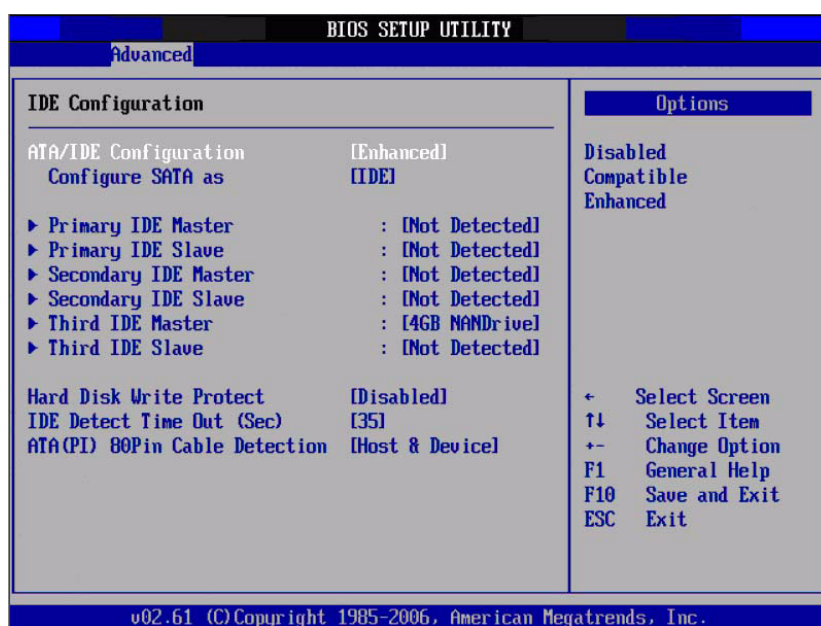 BIOS SETUP UTILITY
Advanced
IDE Configuration
ATA/IDE Configuration [Enhanced]
Configure SATA as [IDE]
▶ Primary IDE Master : [Not Detected]
▶ Primary IDE Slave : [Not Detected]
▶ Secondary IDE Master : [Not Detected]
▶ Secondary IDE Slave : [Not Detected]
▶ Third IDE Master : [4GB NANDrive]
▶ Third IDE Slave : [Not Detected]
Hard Disk Write Protect [Disabled]
IDE Detect Time Out (Sec) [35]
ATA(PI) 80Pin Cable Detection [Host & Device]
Options
Disabled
Compatible
Enhanced
← Select Screen
↑↓ Select Item
+- Change Option
F1 General Help
F10 Save and Exit
ESC Exit
v02.61 (C)Copyright 1985-2006, American Megatrends, Inc.